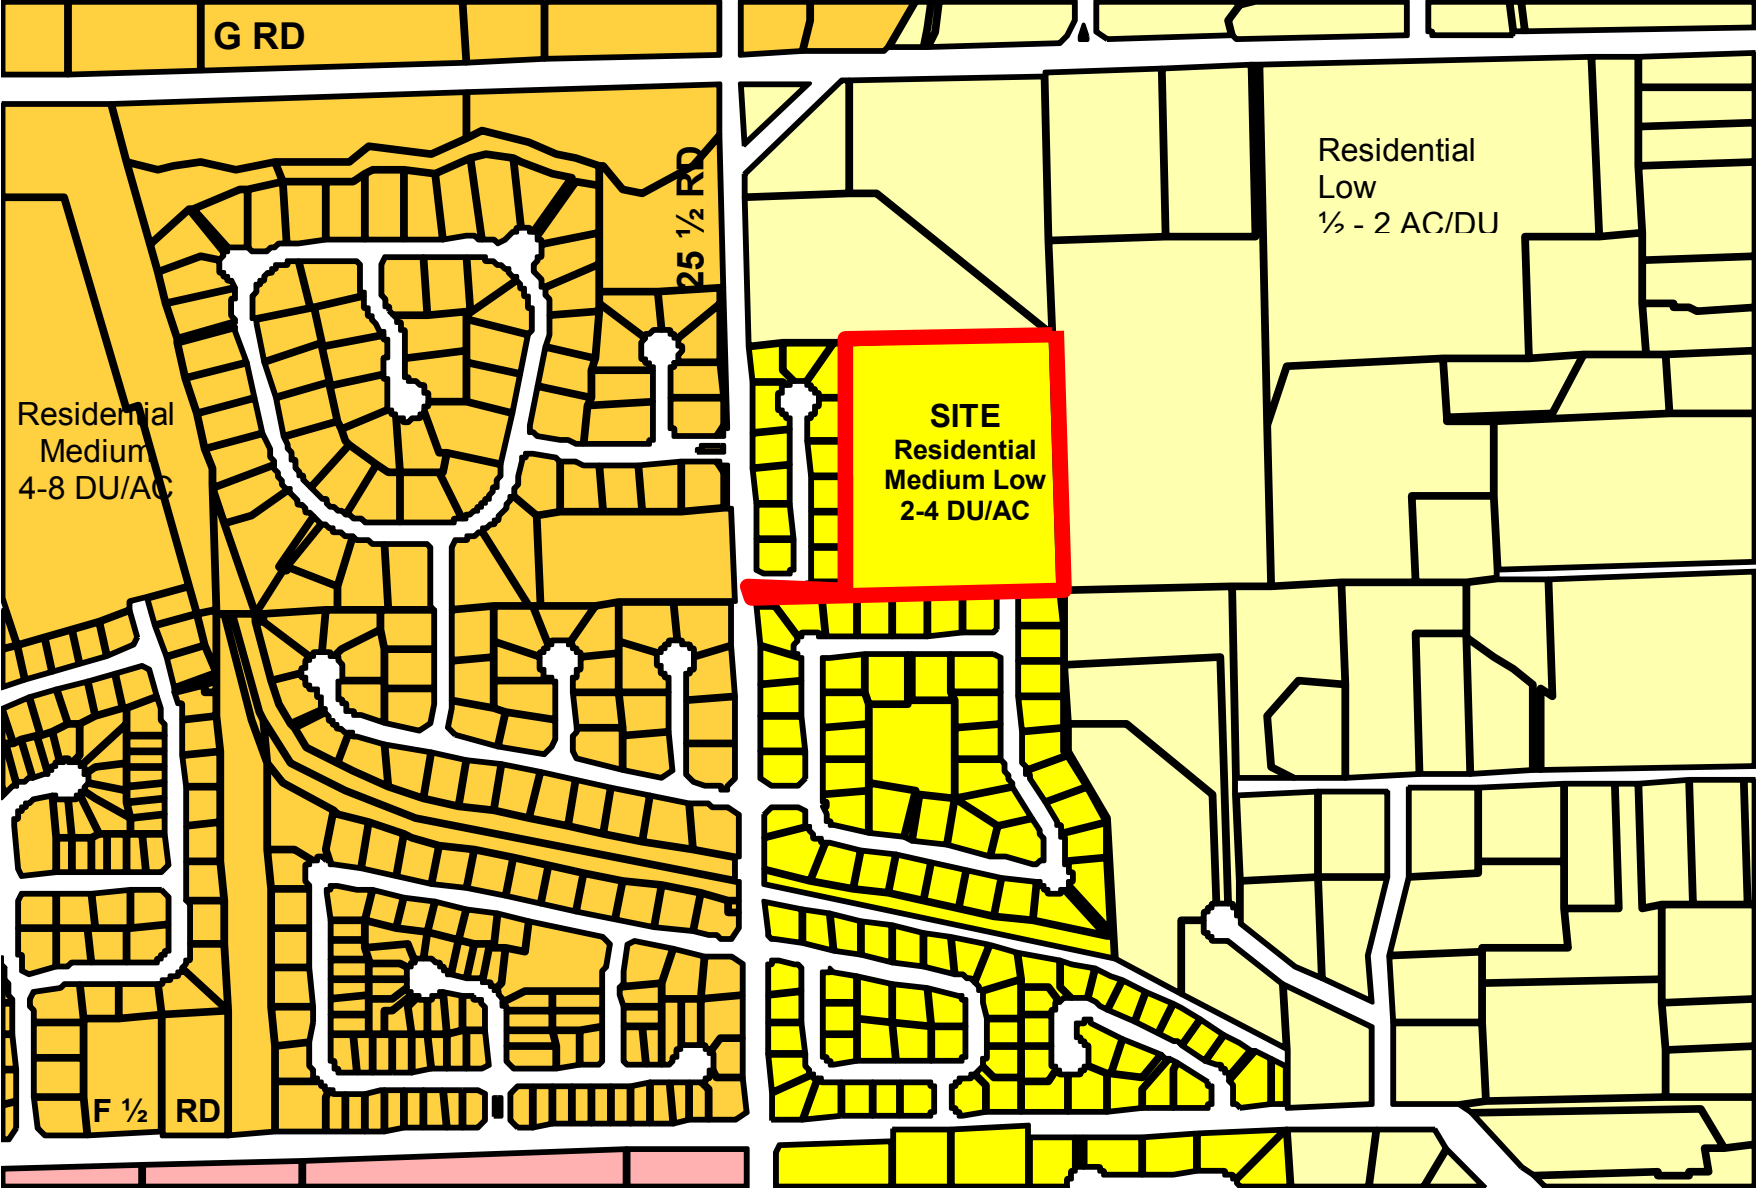 G RD
25 ½ RD
Residential
Low
½ - 2 AC/DU
Residential
Medium
4-8 DU/AC
SITE
Residential
Medium Low
2-4 DU/AC
F ½ RD